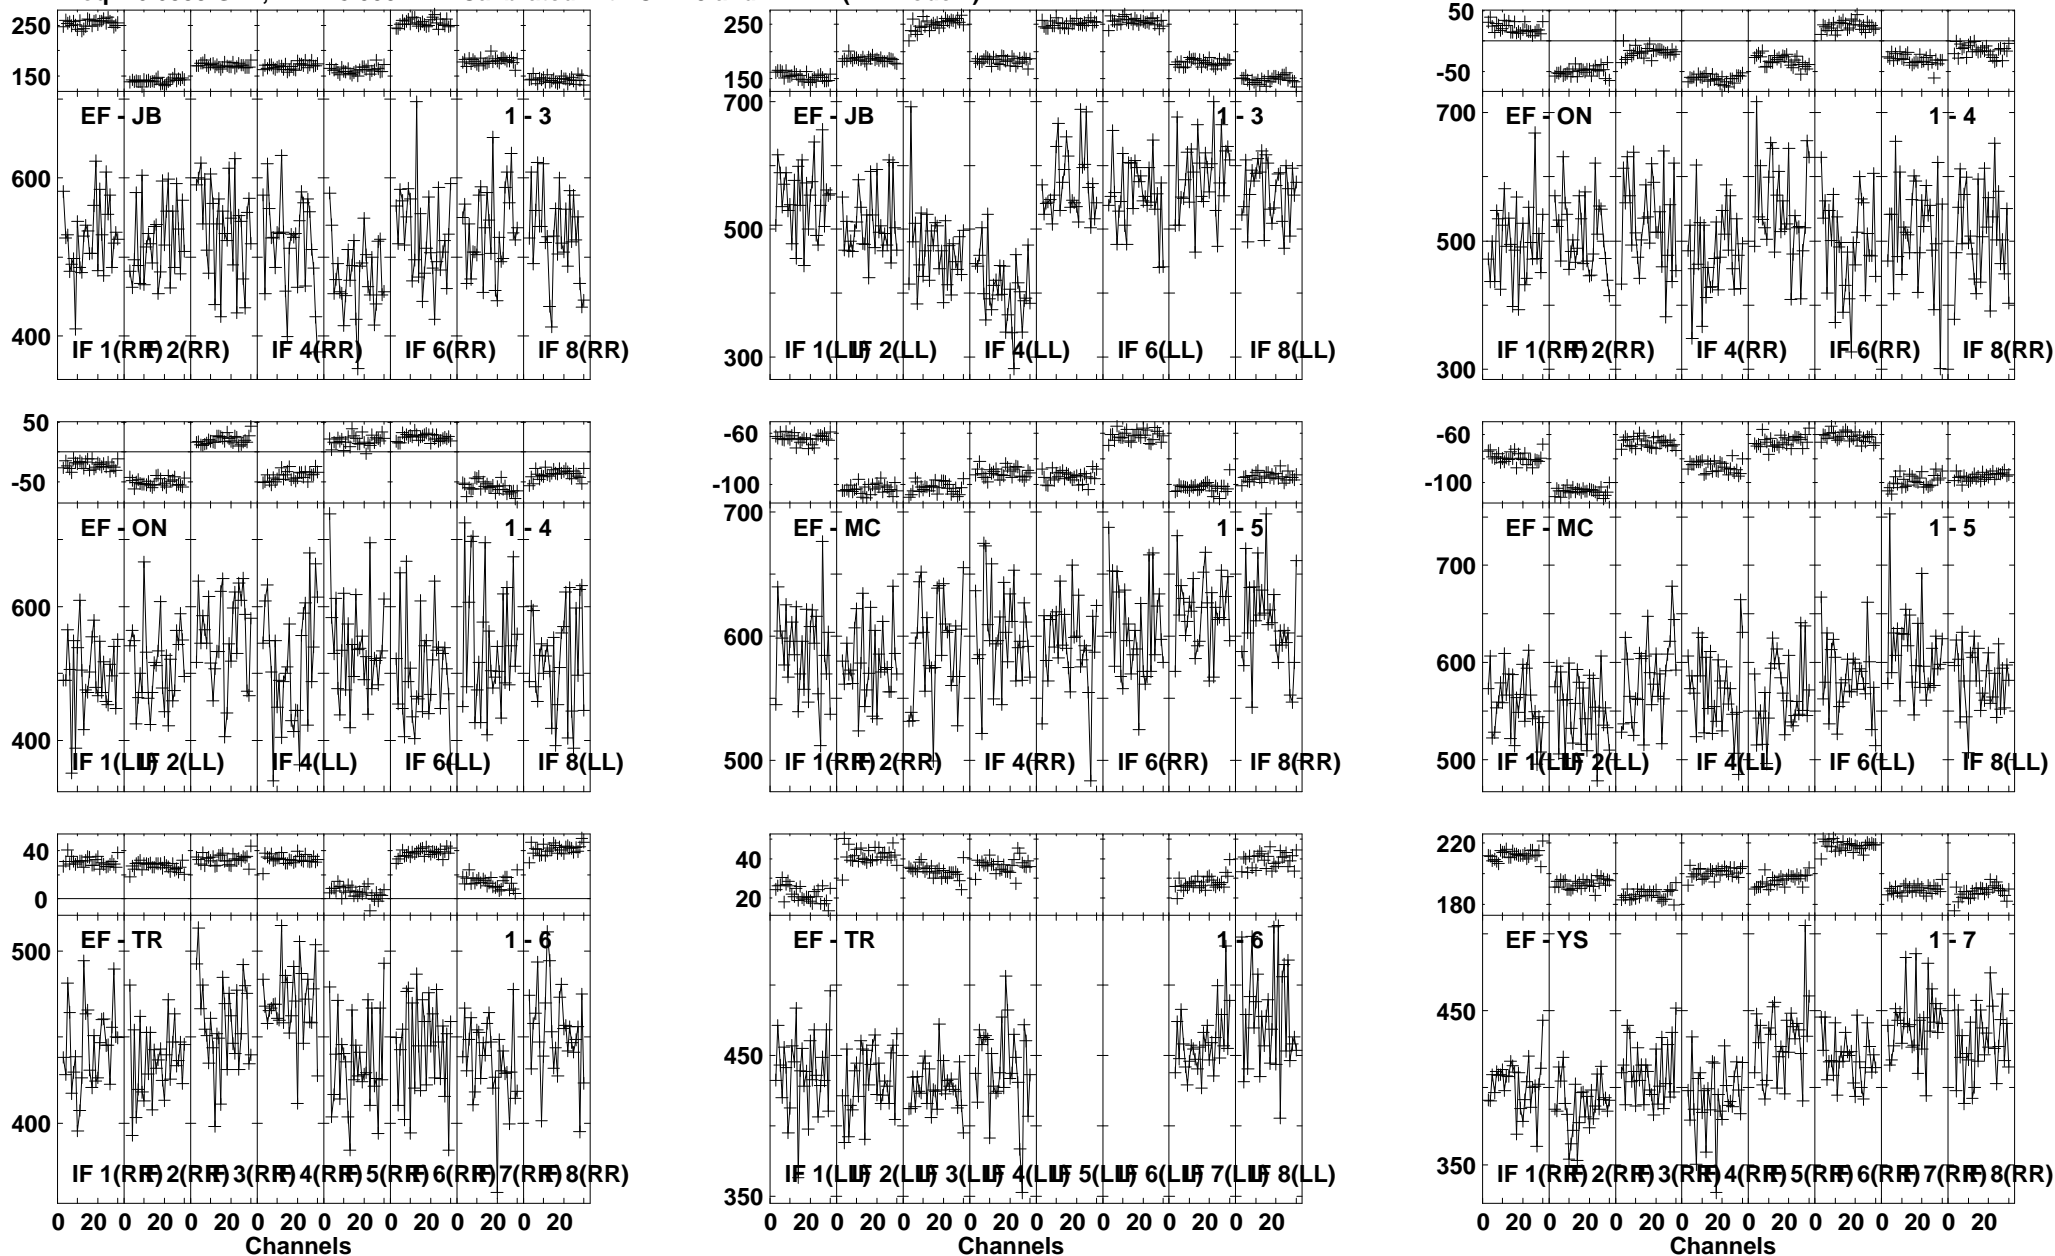 250
150
EF - JB 1 - 3
600
400
IF 1(RR) IF 2(RR) IF 4(RR) IF 6(RR) IF 8(RR)
250
150
700
EF - JB 1 - 3
500
300
IF 1(LL) IF 2(LL) IF 4(LL) IF 6(LL) IF 8(LL)
50
-50
700
EF - ON 1 - 4
500
300
IF 1(RR) IF 2(RR) IF 4(RR) IF 6(RR) IF 8(RR)
50
-50
EF - ON 1 - 4
600
400
IF 1(LL) IF 2(LL) IF 4(LL) IF 6(LL) IF 8(LL)
-60
-100
700
EF - MC 1 - 5
600
500
IF 1(RR) IF 2(RR) IF 4(RR) IF 6(RR) IF 8(RR)
-60
-100
EF - MC 1 - 5
700
600
500
IF 1(LL) IF 2(LL) IF 4(LL) IF 6(LL) IF 8(LL)
40
0
EF - TR 1 - 6
500
400
IF 1(RR) IF 2(RR) IF 3(RR) IF 4(RR) IF 5(RR) IF 6(RR) IF 7(RR) IF 8(RR)
0 20 0 20 0 20 0 20 0 20 0 20 0 20 0 20
Channels
40
20
EF - TR 1 - 6
450
350
IF 1(LL) IF 2(LL) IF 3(LL) IF 4(LL) IF 5(LL) IF 6(LL) IF 7(LL) IF 8(LL)
0 20 0 20 0 20 0 20 0 20 0 20 0 20 0 20
Channels
220
180
EF - YS 1 - 7
450
350
IF 1(RR) IF 2(RR) IF 3(RR) IF 4(RR) IF 5(RR) IF 6(RR) IF 7(RR) IF 8(RR)
0 20 0 20 0 20 0 20 0 20 0 20 0 20 0 20
Channels